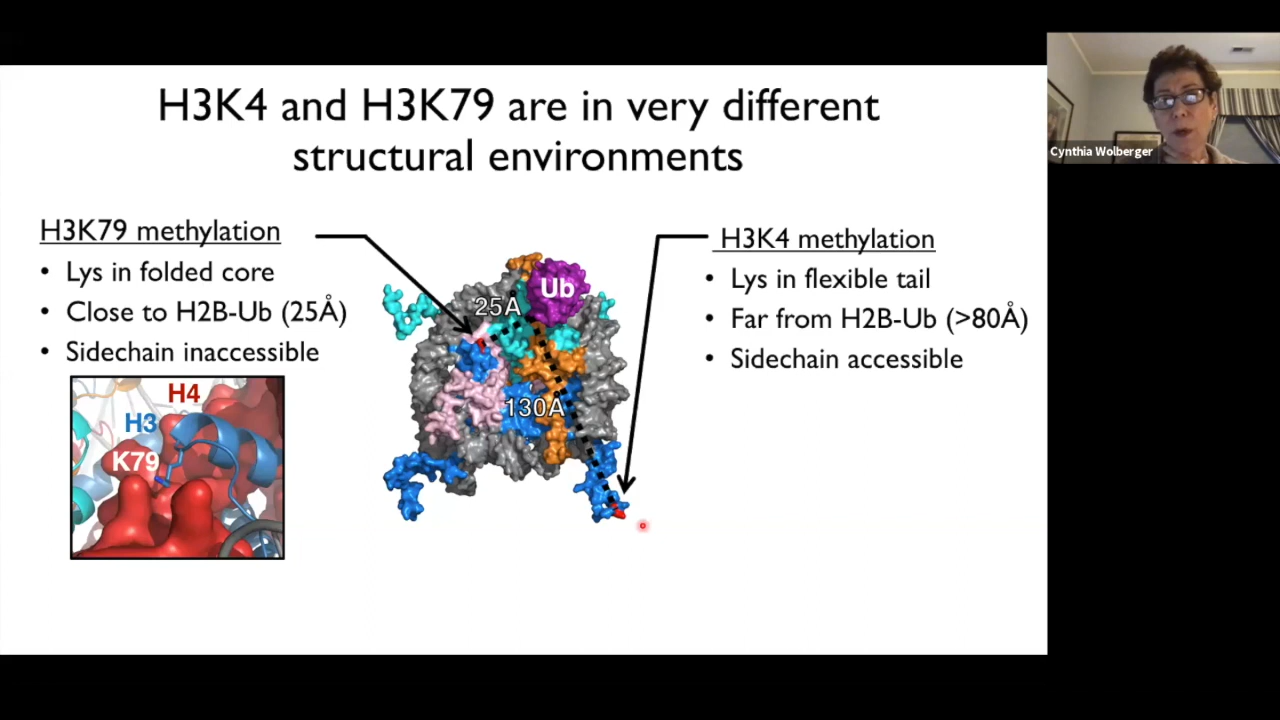 H3K4 and H3K79 are in very different
structural environments
Cynthia Wolberger
H3K79 methylation
• Lys in folded core
• Close to H2B-Ub (25Å)
• Sidechain inaccessible
H4
H3
K79
Ub
25A
130A
H3K4 methylation
• Lys in flexible tail
• Far from H2B-Ub (>80Å)
• Sidechain accessible